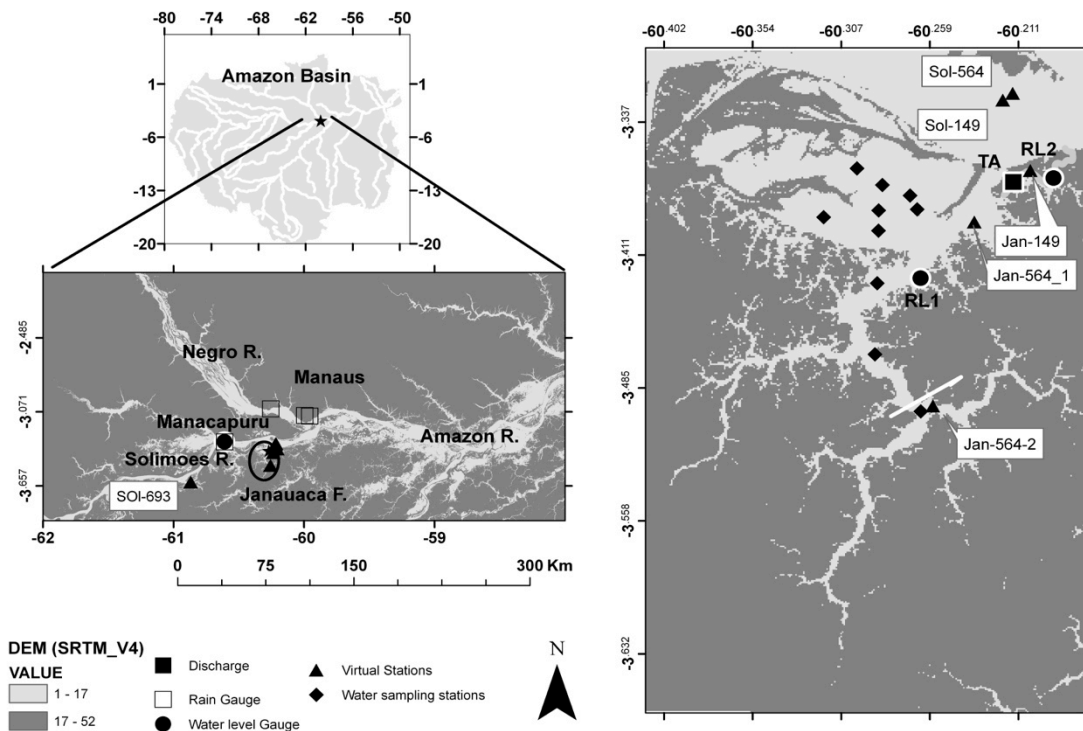 -80 -74 -68 -66 -59 -56 -50
Amazon Basin
1 1
-6 -6
-13 -13
-20 -20
-2.485
-3.071
-3.657
Negro R.
Manaus
Manacapuru
Solimoes R.
Amazon R.
SOI-693
Janauaca F.
-62 -61 -60 -59
0 75 150 300 Km
DEM (SRTM_V4)
VALUE
1 - 17
17 - 52
Discharge
Rain Gauge
Water level Gauge
Virtual Stations
Water sampling stations
N
-60.402 -60.354 -60.307 -60.259 -60.211
-3.337
-3.411
-3.485
-3.558
-3.632
Sol-564
Sol-149
TA
RL2
Jan-149
Jan-564_1
RL1
Jan-564-2